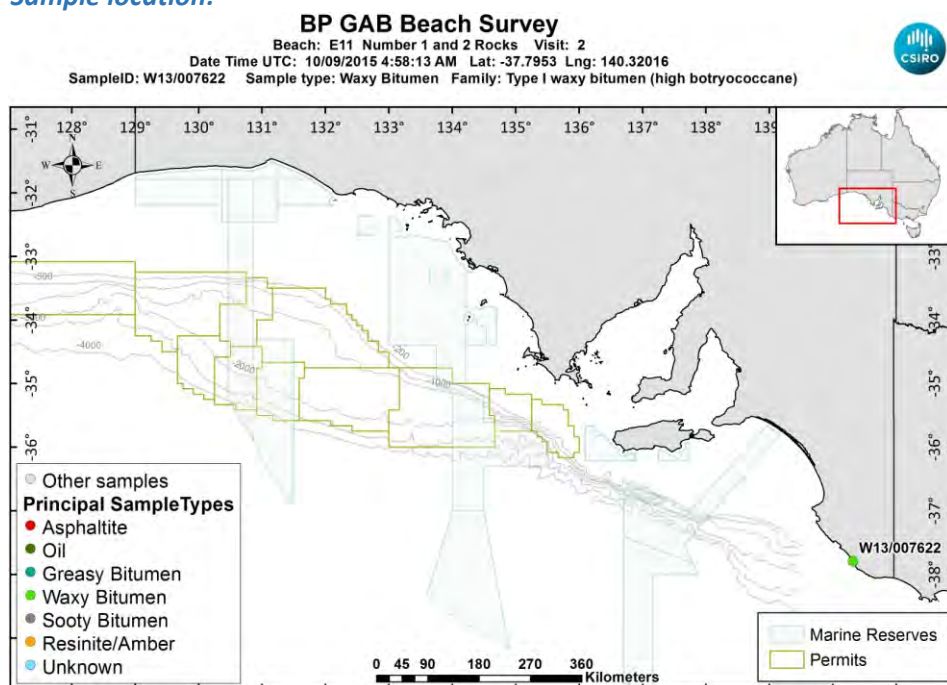 Sample location:
BP GAB Beach Survey
Beach: E11 Number 1 and 2 Rocks Visit: 2
Date Time UTC: 10/09/2015 4:58:13 AM Lat: -37.7953 Lng: 140.32016
SampleID: W13/007622 Sample type: Waxy Bitumen Family: Type I waxy bitumen (high botryococcane)
CSIRO
128° 129° 130° 131° 132° 133° 134° 135° 136° 137° 138° 139
-31°
N
W E
S
-32°
-33° -33°
-34° -34°
-35° -35°
-36° -36°
-37° -37°
-38° -38°
-200
-1000
-2000
-4000
W13/007622
Other samples
Principal SampleTypes
Asphaltite
Oil
Greasy Bitumen
Waxy Bitumen
Sooty Bitumen
Resinite/Amber
Unknown
0 45 90 180 270 360
Kilometers
Marine Reserves
Permits